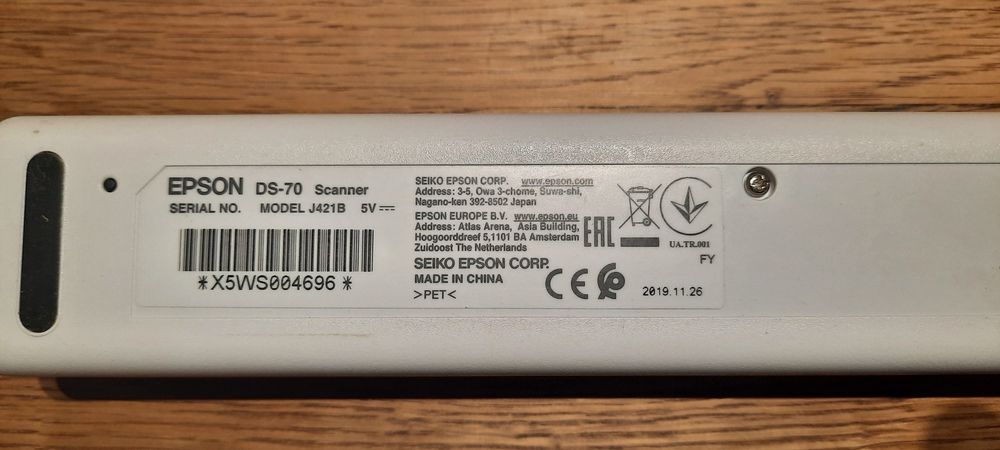 EPSON DS-70 Scanner
SERIAL NO. MODEL J421B 5V
*X5WS004696*
SEIKO EPSON CORP. www.epson.com
Address: 3-5, Owa 3-chome, Suwa-shi,
Nagano-ken 392-8502 Japan
EPSON EUROPE B.V. www.epson.eu
Address: Atlas Arena, Asia Building,
Hoogoorddreef 5,1101 BA Amsterdam
Zuidoost The Netherlands
SEIKO EPSON CORP.
MADE IN CHINA
>PET<
EAC
CE
UA.TR.001
FY
2019.11.26